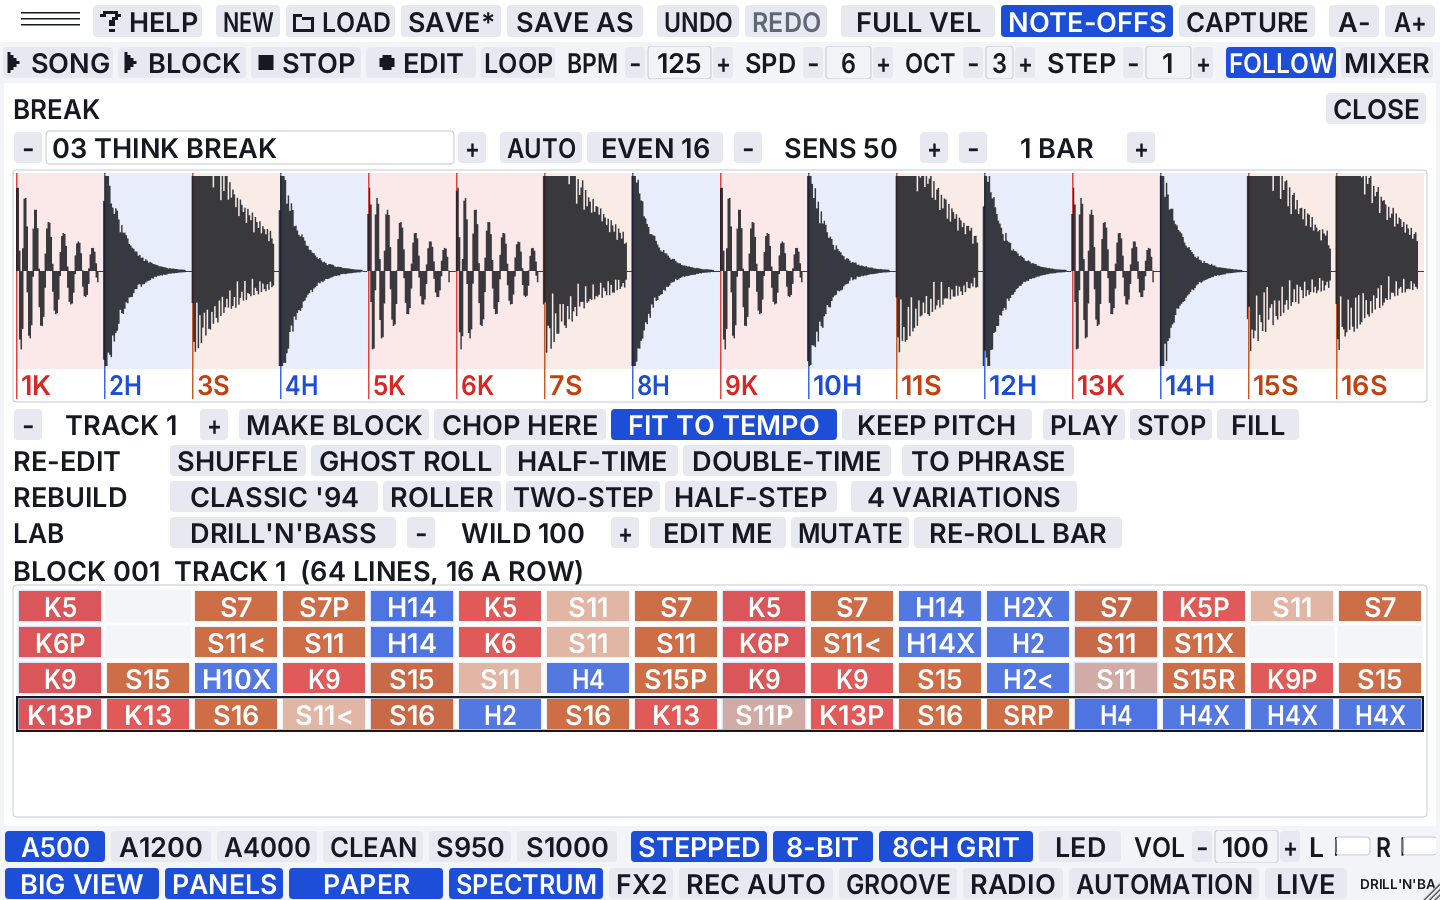 HELP NEW LOAD SAVE* SAVE AS UNDO REDO FULL VEL NOTE-OFFS CAPTURE A- A+
SONG BLOCK STOP EDIT LOOP BPM - 125 + SPD - 6 + OCT - 3 + STEP - 1 + FOLLOW MIXER
BREAK CLOSE
- 03 THINK BREAK + AUTO EVEN 16 - SENS 50 + - 1 BAR +
1K 2H 3S 4H 5K 6K 7S 8H 9K 10H 11S 12H 13K 14H 15S 16S
- TRACK 1 + MAKE BLOCK CHOP HERE FIT TO TEMPO KEEP PITCH PLAY STOP FILL
RE-EDIT SHUFFLE GHOST ROLL HALF-TIME DOUBLE-TIME TO PHRASE
REBUILD CLASSIC '94 ROLLER TWO-STEP HALF-STEP 4 VARIATIONS
LAB DRILL'N'BASS - WILD 100 + EDIT ME MUTATE RE-ROLL BAR
BLOCK 001 TRACK 1 (64 LINES, 16 A ROW)
K5 S7 S7P H14 K5 S11 S7 K5 S7 H14 H2X S7 K5P S11 S7
K6P S11< S11 H14 K6 S11 S11 K6P S11< H14X H2 S11 S11X
K9 S15 H10X K9 S15 S11 H4 S15P K9 K9 S15 H2< S11 S15R K9P S15
K13P K13 S16 S11< S16 H2 S16 K13 S11P K13P S16 SRP H4 H4X H4X H4X
A500 A1200 A4000 CLEAN S950 S1000 STEPPED 8-BIT 8CH GRIT LED VOL - 100 + L R
BIG VIEW PANELS PAPER SPECTRUM FX2 REC AUTO GROOVE RADIO AUTOMATION LIVE DRILL'N'BA